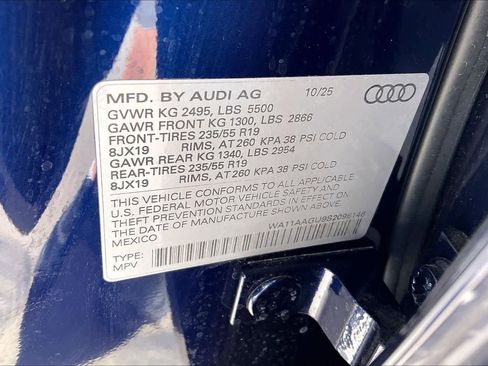 MFD. BY AUDI AG 10/25
GVWR KG 2495, LBS 5500
GAWR FRONT KG 1300, LBS 2866
FRONT-TIRES 235/55 R19
8JX19 RIMS, AT 260 KPA 38 PSI COLD
GAWR REAR KG 1340, LBS 2954
REAR-TIRES 235/55 R19
8JX19 RIMS, AT 260 KPA 38 PSI COLD
THIS VEHICLE CONFORMS TO ALL APPLICABLE
U.S. FEDERAL MOTOR VEHICLE SAFETY AND
THEFT PREVENTION STANDARDS IN EFFECT ON
THE DATE OF MANUFACTURE SHOWN ABOVE.
MEXICO
WA11AAGU9S2096146
TYPE:
MPV